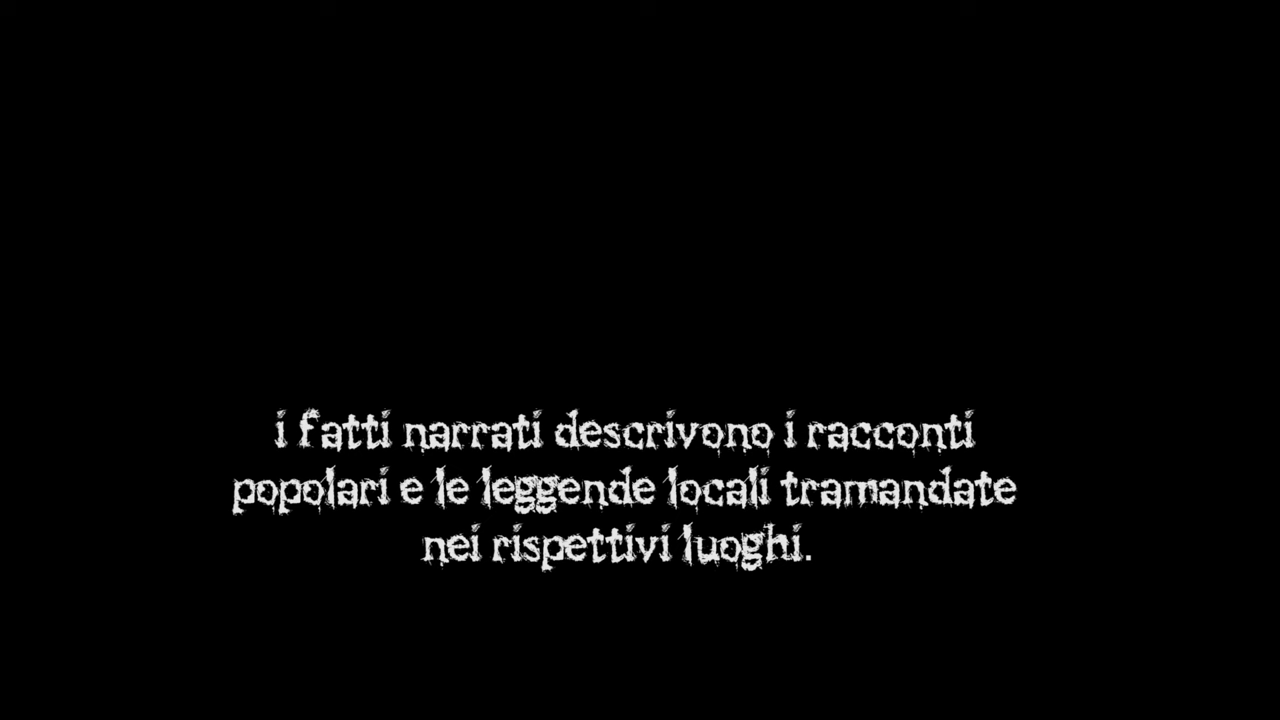 i fatti narrati descrivono i racconti
popolari e le leggende locali tramandate
nei rispettivi luoghi.